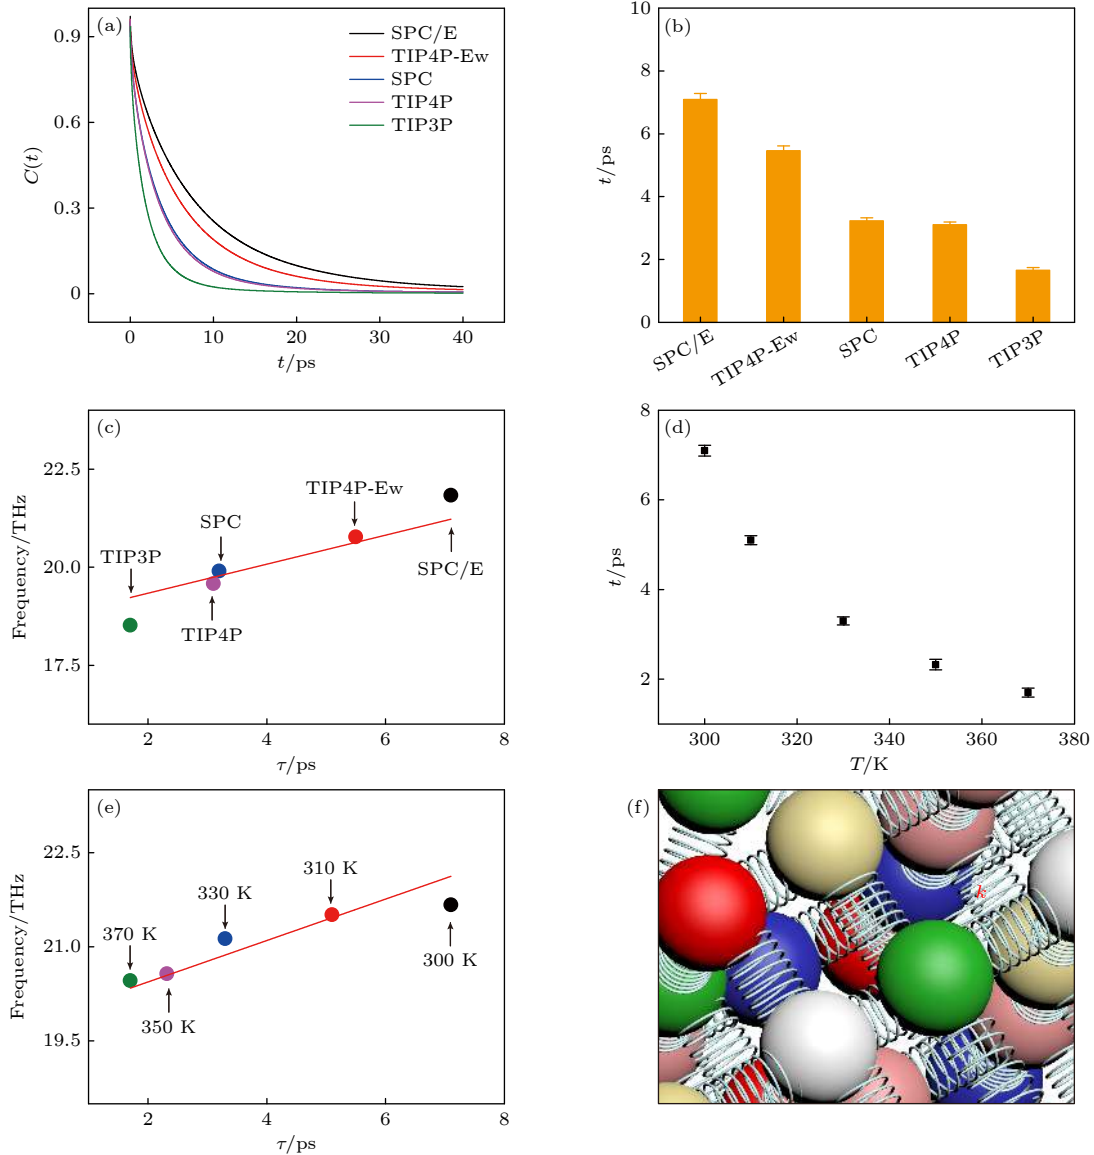 (a)
SPC/E
TIP4P-Ew
SPC
TIP4P
TIP3P
0.9
0.6
0.3
0
C(t)
0 10 20 30 40
t/ps
(b)
10
8
6
4
2
0
t/ps
SPC/E TIP4P-Ew SPC TIP4P TIP3P
(c)
22.5
20.0
17.5
Frequency/THz
TIP4P-Ew
SPC
TIP3P
SPC/E
TIP4P
2 4 6 8
τ/ps
(d)
8
6
4
2
t/ps
300 320 340 360 380
T/K
(e)
22.5
21.0
19.5
Frequency/THz
310 K
330 K
370 K
300 K
350 K
2 4 6 8
τ/ps
(f)
k